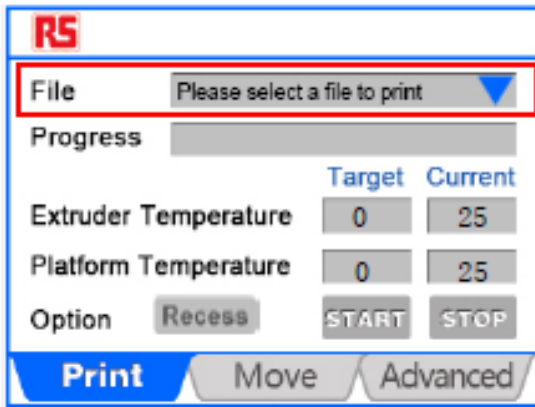 RS
File Please select a file to print
Progress
Target Current
Extruder Temperature 0 25
Platform Temperature 0 25
Option Recess START STOP
Print Move Advanced